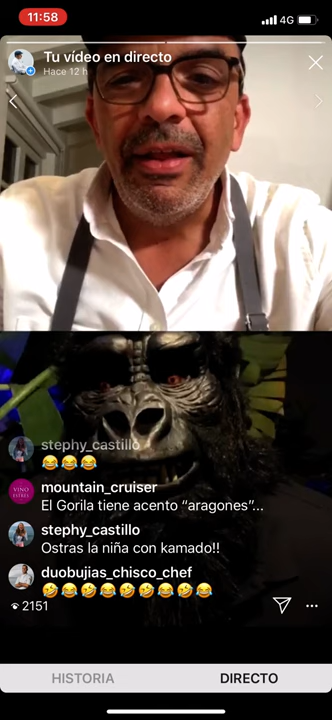 11:58
4G
Tu vídeo en directo
Hace 12 h
stephy_castillo
😂😂😂
VINO
ESTRES
mountain_cruiser
El Gorila tiene acento “aragones”...
stephy_castillo
Ostras la niña con kamado!!
duobujias_chisco_chef
🤣😂🤣😂🤣😂🤣🤣😂
2151
HISTORIA
DIRECTO